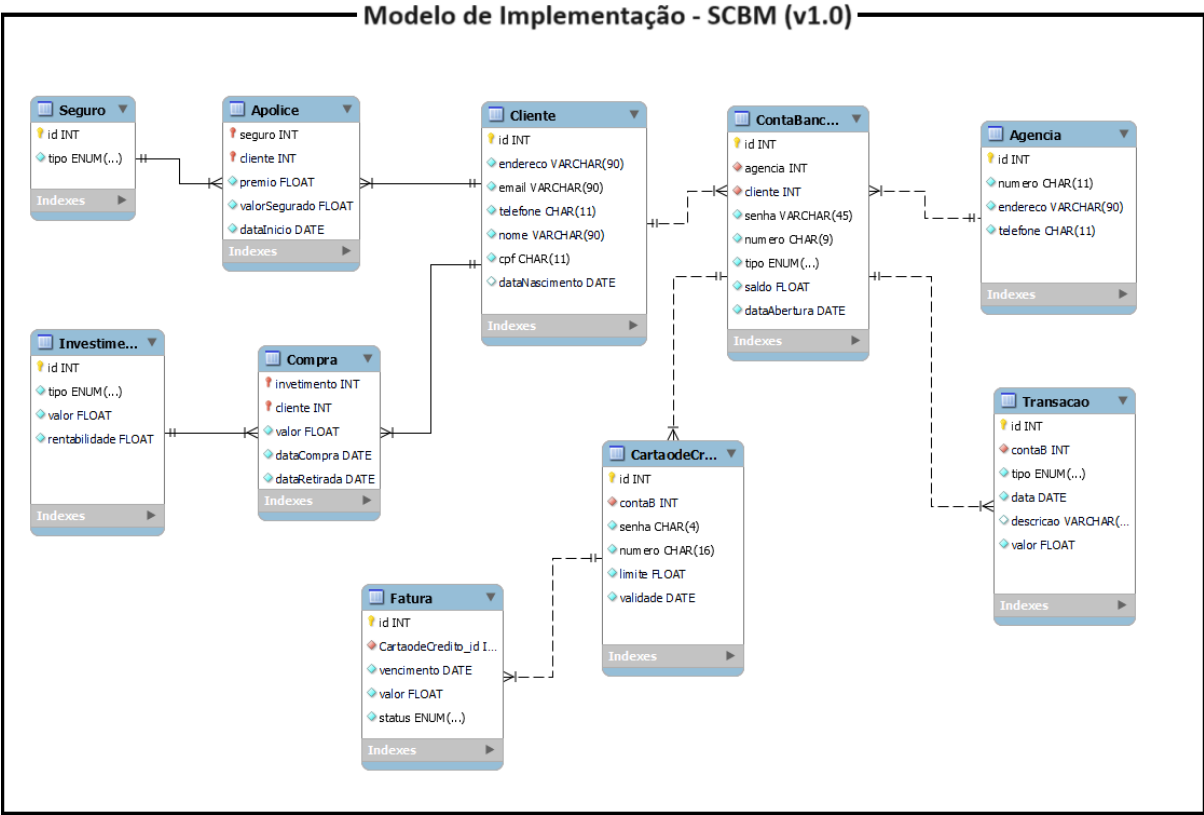 Modelo de Implementação - SCBM (v1.0)
Seguro
id INT
tipo ENUM(...)
Indexes
Apolice
seguro INT
cliente INT
premio FLOAT
valorSegurado FLOAT
dataInicio DATE
Indexes
Cliente
id INT
endereco VARCHAR(90)
email VARCHAR(90)
telefone CHAR(11)
nome VARCHAR(90)
cpf CHAR(11)
dataNascimento DATE
Indexes
ContaBanc...
id INT
agencia INT
cliente INT
senha VARCHAR(45)
numero CHAR(9)
tipo ENUM(...)
saldo FLOAT
dataAbertura DATE
Indexes
Agencia
id INT
numero CHAR(11)
endereco VARCHAR(90)
telefone CHAR(11)
Indexes
Investime...
id INT
tipo ENUM(...)
valor FLOAT
rentabilidade FLOAT
Indexes
Compra
invetimento INT
cliente INT
valor FLOAT
dataCompra DATE
dataRetirada DATE
Indexes
CartaodeCr...
id INT
contaB INT
senha CHAR(4)
numero CHAR(16)
limite FLOAT
validade DATE
Indexes
Transacao
id INT
contaB INT
tipo ENUM(...)
data DATE
descricao VARCHAR(...
valor FLOAT
Indexes
Fatura
id INT
CartaodeCredito_id I...
vencimento DATE
valor FLOAT
status ENUM(...)
Indexes